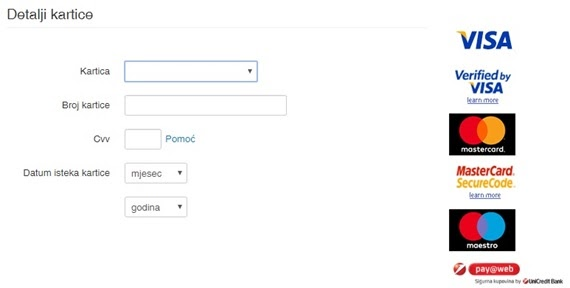 Detalji kartice
Kartica
Broj kartice
Cvv
Pomoć
Datum isteka kartice
mjesec
godina
VISA
Verified by
VISA
learn more
mastercard.
MasterCard
SecureCode.
learn more
maestro
pay@web
Sigurna kupovina by UniCredit Bank